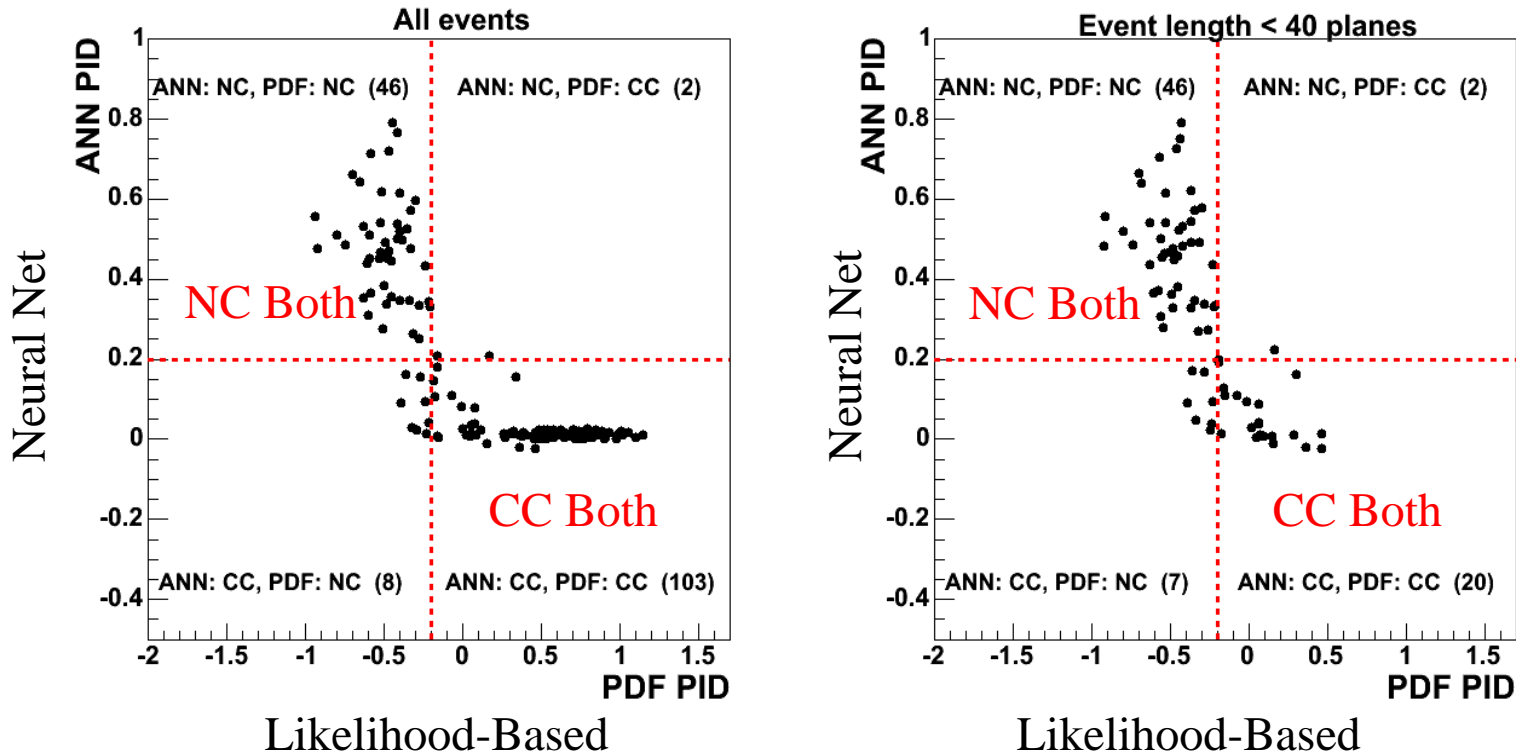 All events
ANN PID
1
0.8
0.6
0.4
0.2
0
-0.2
-0.4
ANN: NC, PDF: NC (46)
ANN: NC, PDF: CC (2)
NC Both
CC Both
ANN: CC, PDF: NC (8)
ANN: CC, PDF: CC (103)
-2 -1.5 -1 -0.5 0 0.5 1 1.5
PDF PID
Neural Net
Likelihood-Based
Event length < 40 planes
ANN PID
1
0.8
0.6
0.4
0.2
0
-0.2
-0.4
ANN: NC, PDF: NC (46)
ANN: NC, PDF: CC (2)
NC Both
CC Both
ANN: CC, PDF: NC (7)
ANN: CC, PDF: CC (20)
-2 -1.5 -1 -0.5 0 0.5 1 1.5
PDF PID
Neural Net
Likelihood-Based